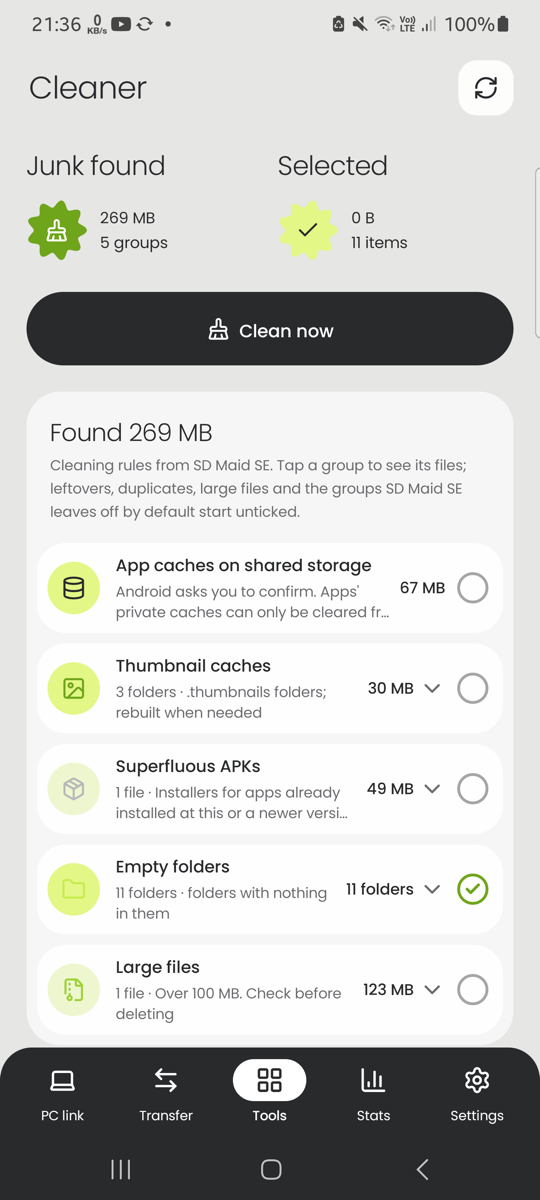 21:36 0 KB/s Vo)) LTE 100%
Cleaner
Junk found
Selected
269 MB
5 groups
0 B
11 items
Clean now
Found 269 MB
Cleaning rules from SD Maid SE. Tap a group to see its files;
leftovers, duplicates, large files and the groups SD Maid SE
leaves off by default start unticked.
App caches on shared storage
Android asks you to confirm. Apps'
private caches can only be cleared fr...
67 MB
Thumbnail caches
3 folders · .thumbnails folders;
rebuilt when needed
30 MB
Superfluous APKs
1 file · Installers for apps already
installed at this or a newer versi...
49 MB
Empty folders
11 folders · folders with nothing
in them
11 folders
Large files
1 file · Over 100 MB. Check before
deleting
123 MB
PC link
Transfer
Tools
Stats
Settings